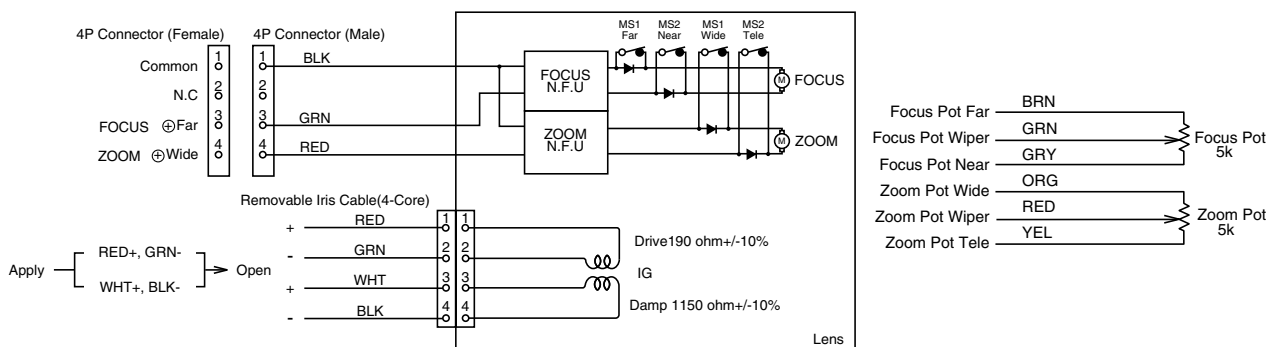 4P Connector (Female)
4P Connector (Male)
Common 1
N.C 2
FOCUS ⊕Far 3
ZOOM ⊕Wide 4
1 BLK
2
3 GRN
4 RED
FOCUS
N.F.U
ZOOM
N.F.U
MS1
Far
MS2
Near
MS1
Wide
MS2
Tele
M FOCUS
M ZOOM
Removable Iris Cable(4-Core)
+ RED 1 1
- GRN 2 2
+ WHT 3 3
- BLK 4 4
Drive190 ohm+/-10%
IG
Damp 1150 ohm+/-10%
Lens
Apply
RED+, GRN-
WHT+, BLK-
Open
Focus Pot Far BRN
Focus Pot Wiper GRN
Focus Pot Near GRY
Focus Pot
5k
Zoom Pot Wide ORG
Zoom Pot Wiper RED
Zoom Pot Tele YEL
Zoom Pot
5k